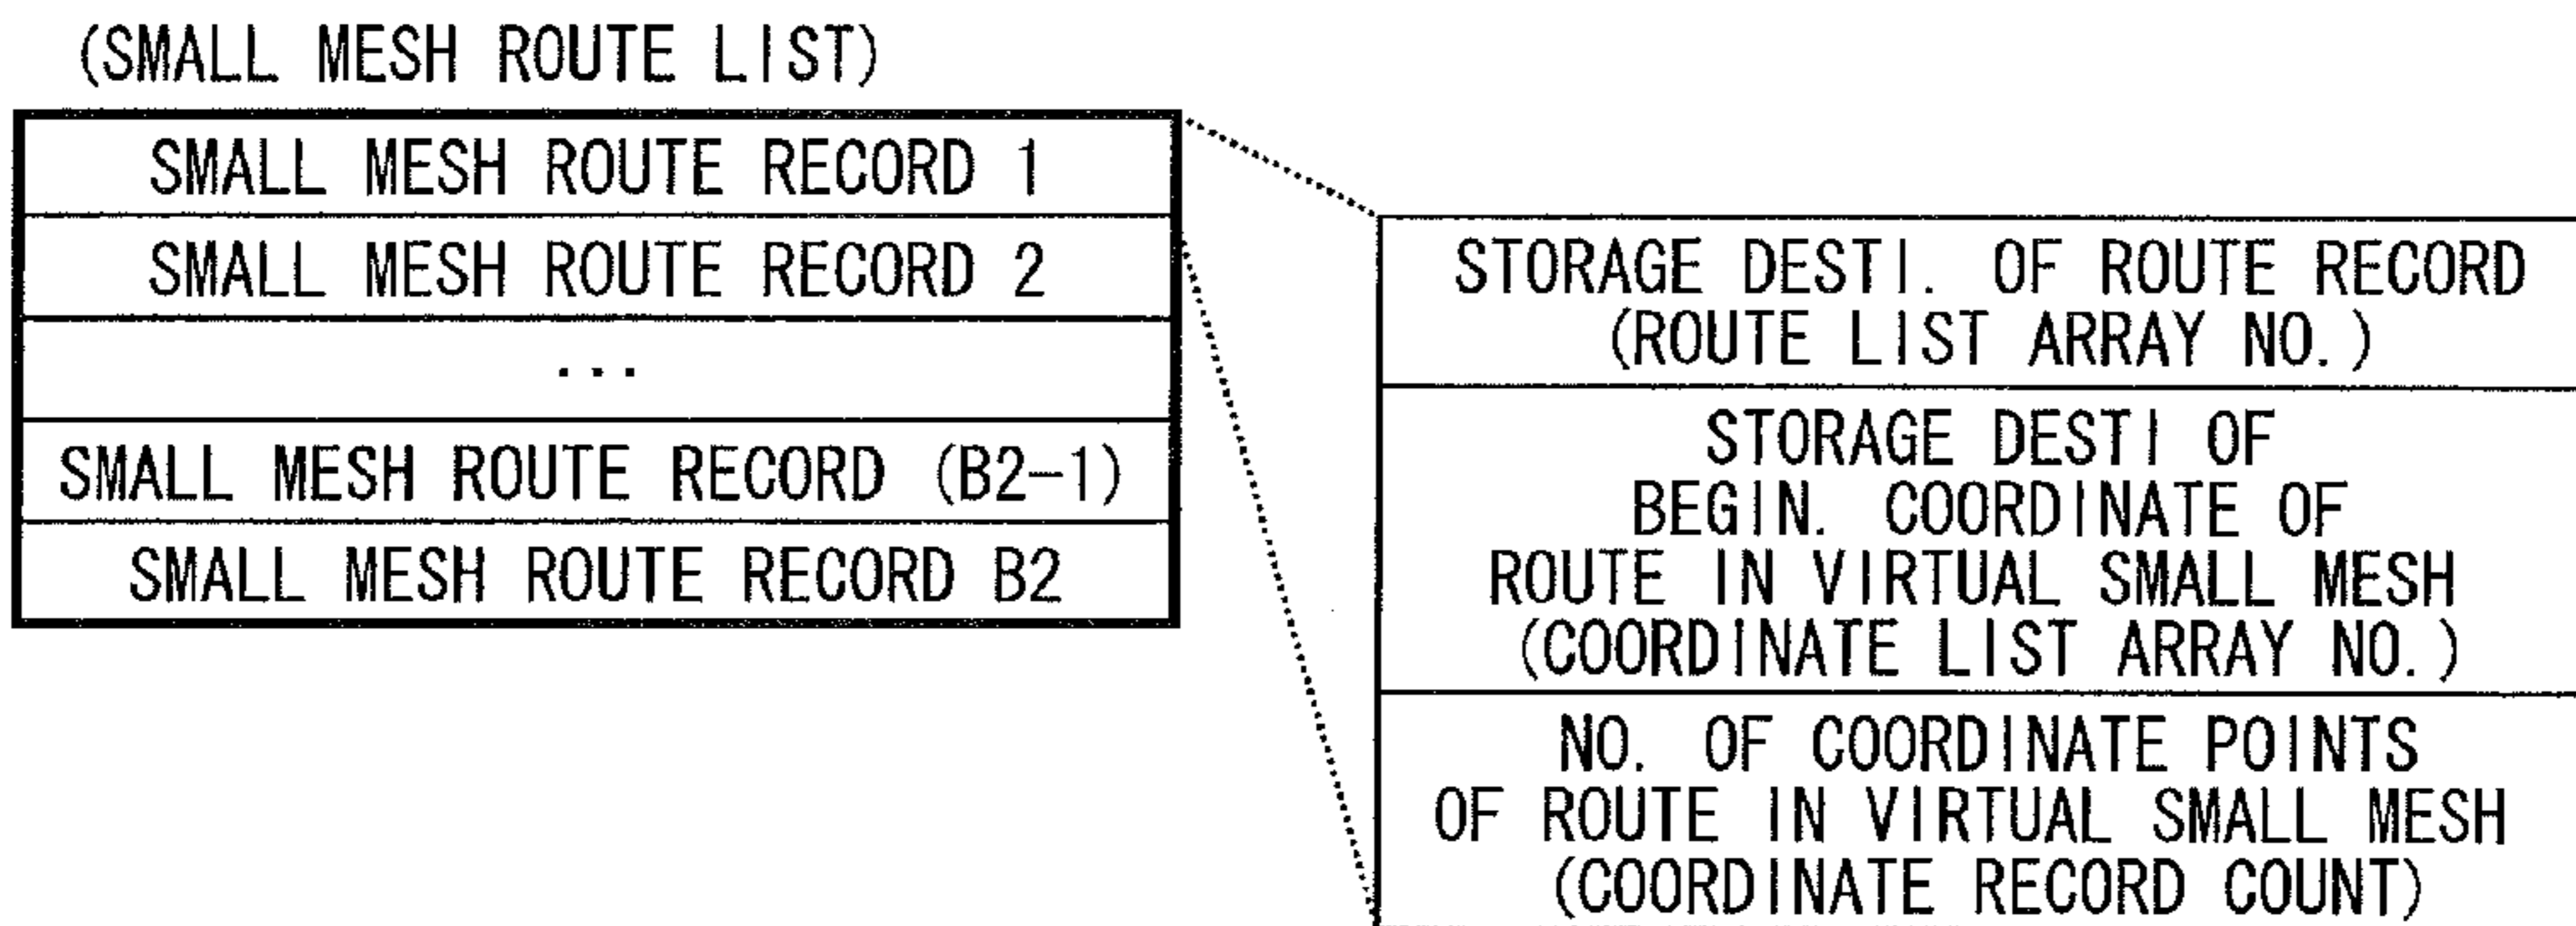 (SMALL MESH ROUTE LIST)
SMALL MESH ROUTE RECORD 1
SMALL MESH ROUTE RECORD 2
...
SMALL MESH ROUTE RECORD (B2-1)
SMALL MESH ROUTE RECORD B2
STORAGE DESTI. OF ROUTE RECORD
(ROUTE LIST ARRAY NO.)
STORAGE DESTI OF
BEGIN. COORDINATE OF
ROUTE IN VIRTUAL SMALL MESH
(COORDINATE LIST ARRAY NO.)
NO. OF COORDINATE POINTS
OF ROUTE IN VIRTUAL SMALL MESH
(COORDINATE RECORD COUNT)